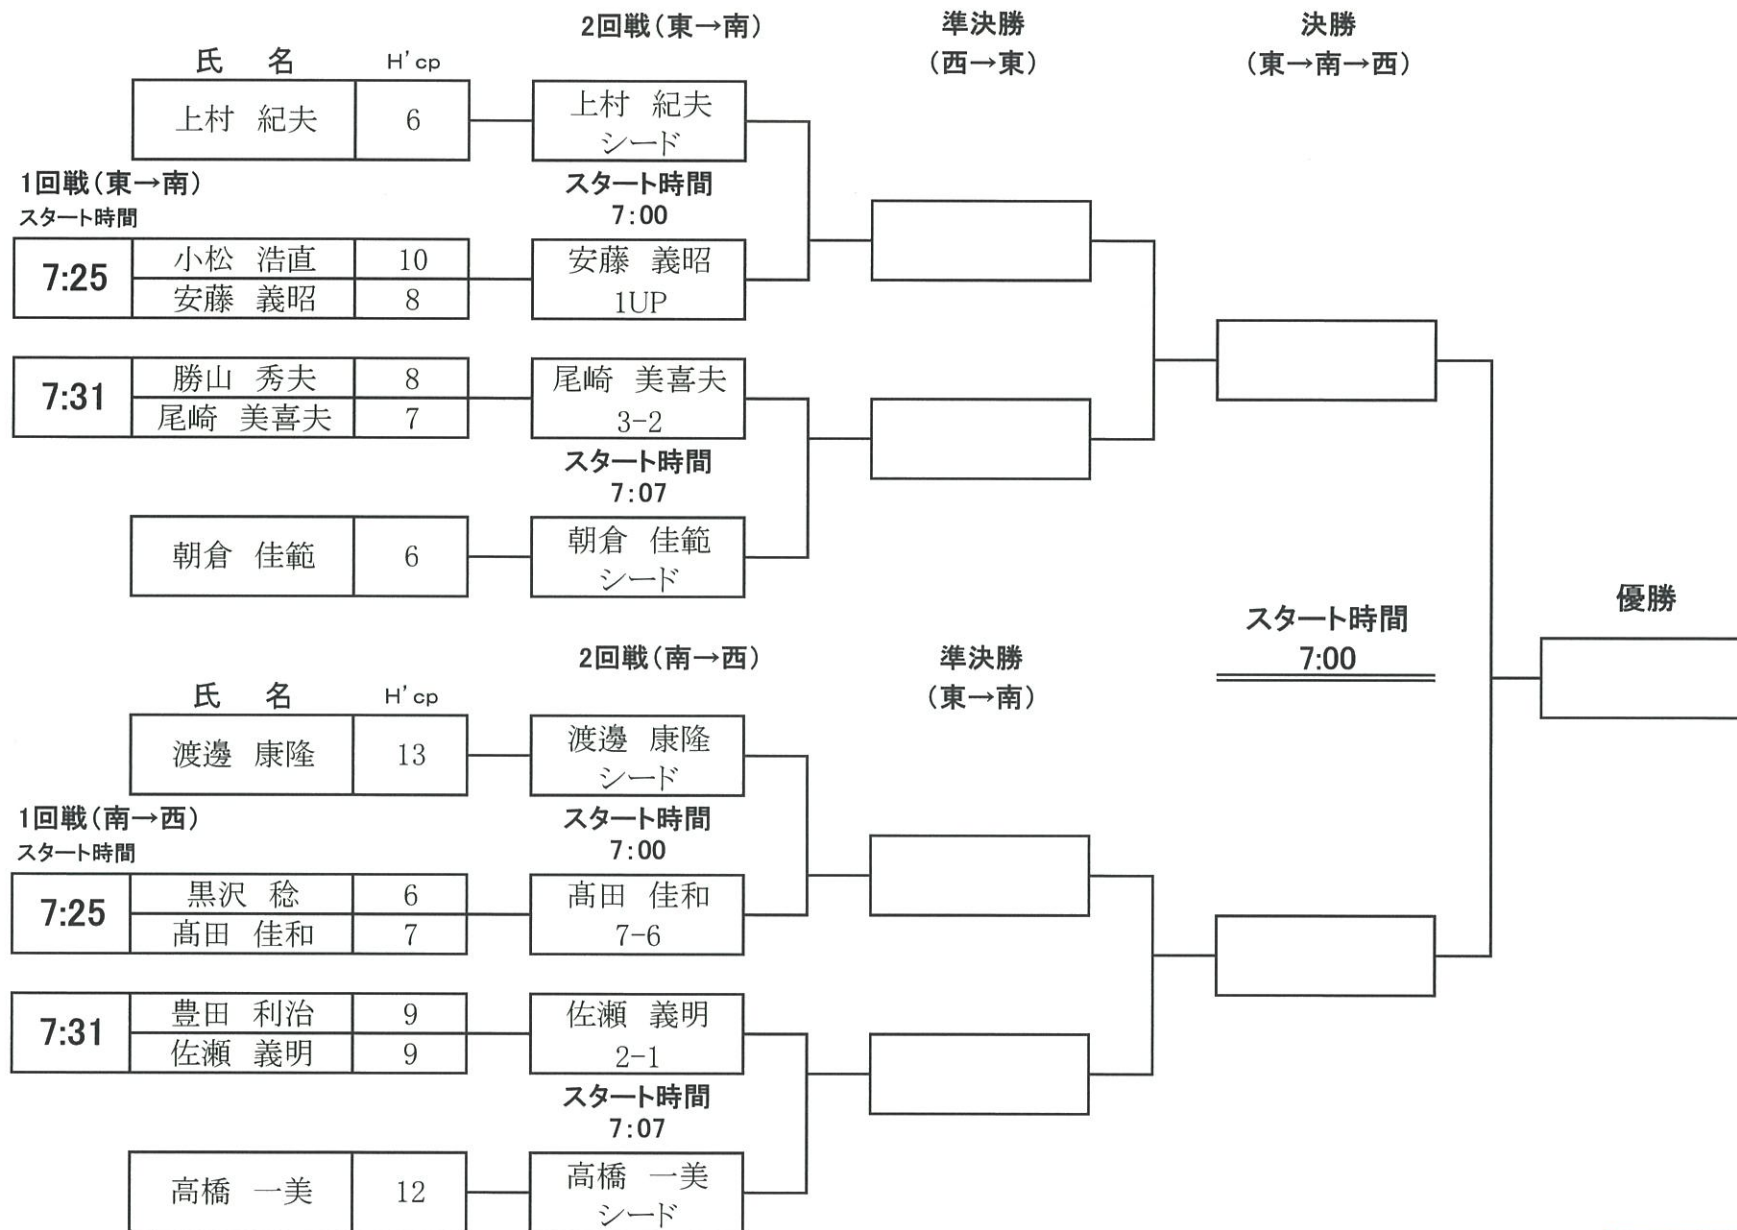 2回戦(東→南)
準決勝
(西→東)
決勝
(東→南→西)
氏 名 H'cp
上村 紀夫 6
上村 紀夫
シード
1回戦(東→南)
スタート時間
スタート時間
7:00
7:25
小松 浩直 10
安藤 義昭 8
安藤 義昭
1UP
7:31
勝山 秀夫 8
尾崎 美喜夫 7
尾崎 美喜夫
3-2
スタート時間
7:07
朝倉 佳範 6
朝倉 佳範
シード
優勝
スタート時間
7:00
2回戦(南→西)
準決勝
(東→南)
氏 名 H'cp
渡邊 康隆 13
渡邊 康隆
シード
1回戦(南→西)
スタート時間
スタート時間
7:00
7:25
黒沢 稔 6
髙田 佳和 7
髙田 佳和
7-6
7:31
豊田 利治 9
佐瀬 義明 9
佐瀬 義明
2-1
スタート時間
7:07
高橋 一美 12
高橋 一美
シード